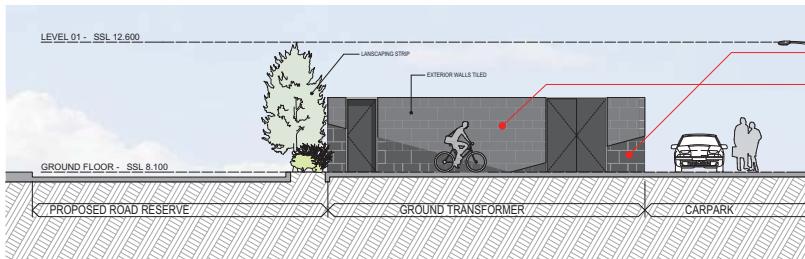 LEVEL 01 - SSL 12.600
LANSCAPING STRIP
EXTERIOR WALLS TILED
GROUND FLOOR - SSL 8.100
PROPOSED ROAD RESERVE
GROUND TRANSFORMER
CARPARK